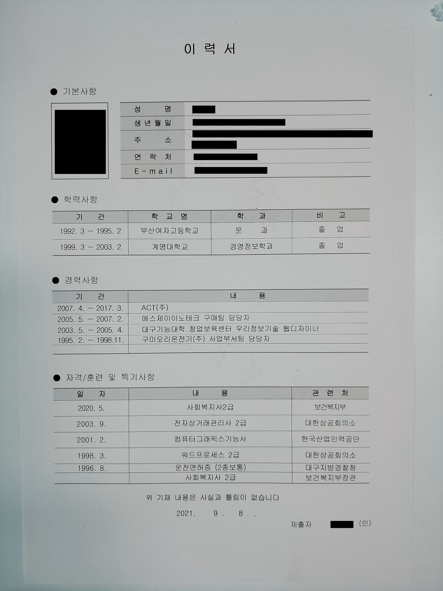 이 력 서
● 기본사항
성 명
생년월일
주 소
연 락 처
E-mail
● 학력사항
기 간 학 교 명 학 과 비 고
1992. 3 ~ 1995. 2 부산여자고등학교 문 과 졸 업
1999. 3 ~ 2003. 2 계명대학교 경영정보학과 졸 업
● 경력사항
기 간 내 용
2007. 4. ~ 2017. 3. ACT(주)
2005. 5. ~ 2007. 2. 에스제이이노테크 구매팀 담당자
2003. 5. ~ 2005. 4. 대구기능대학 창업보육센터 우리정보기술 웹디자이너
1995. 2. ~ 1998.11. 구미오리온전기(주) 사업부서팀 담당자
● 자격/훈련 및 특기사항
일 자 내 용 관 련 처
2020. 5. 사회복지사2급 보건복지부
2003. 9. 전자상거래관리사 2급 대한상공회의소
2001. 2. 컴퓨터그래픽스기능사 한국산업인력공단
1998. 3. 워드프로세스 2급 대한상공회의소
1996. 8. 운전면허증 (2종보통) 대구지방경찰청
사회복지사 2급 보건복지부장관
위 기재 내용은 사실과 틀림이 없습니다
2021. 9. 8.
제출자 (인)